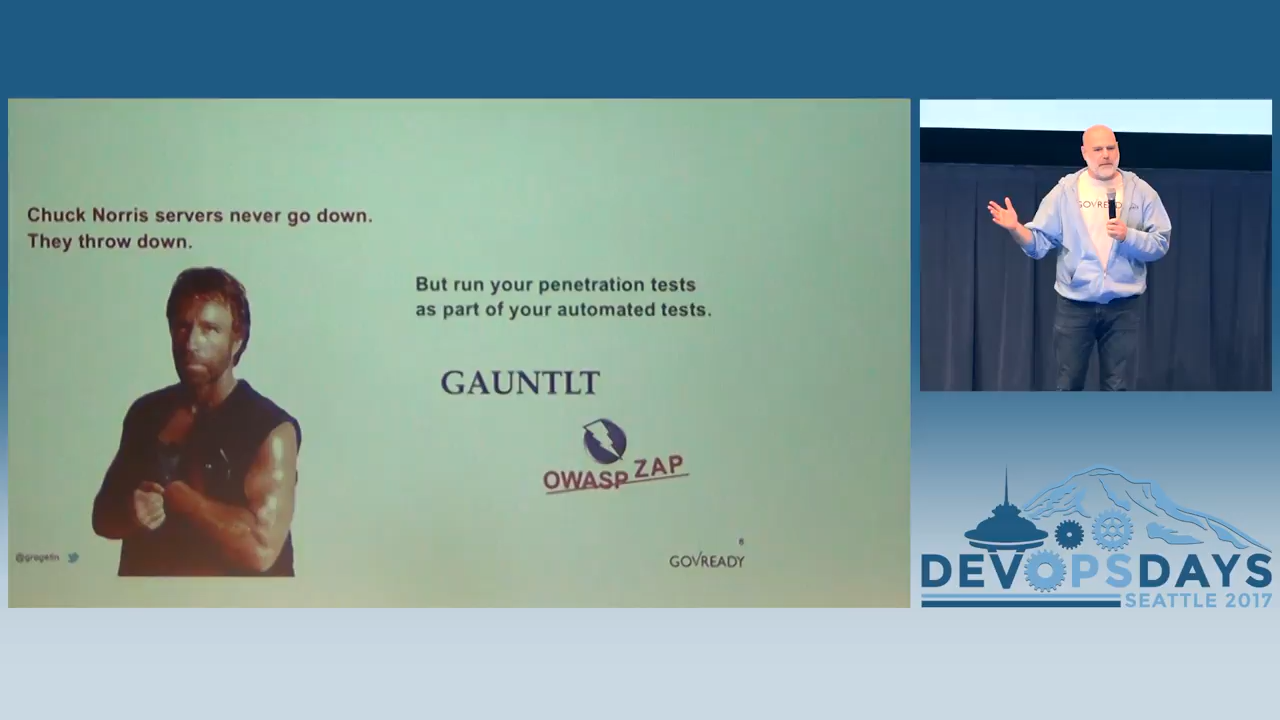 Chuck Norris servers never go down.
They throw down.
But run your penetration tests
as part of your automated tests.
GAUNTLT
OWASP ZAP
@gregelin
6
GOVREADY
GOVREADY
DEVOPSDAYS
SEATTLE 2017